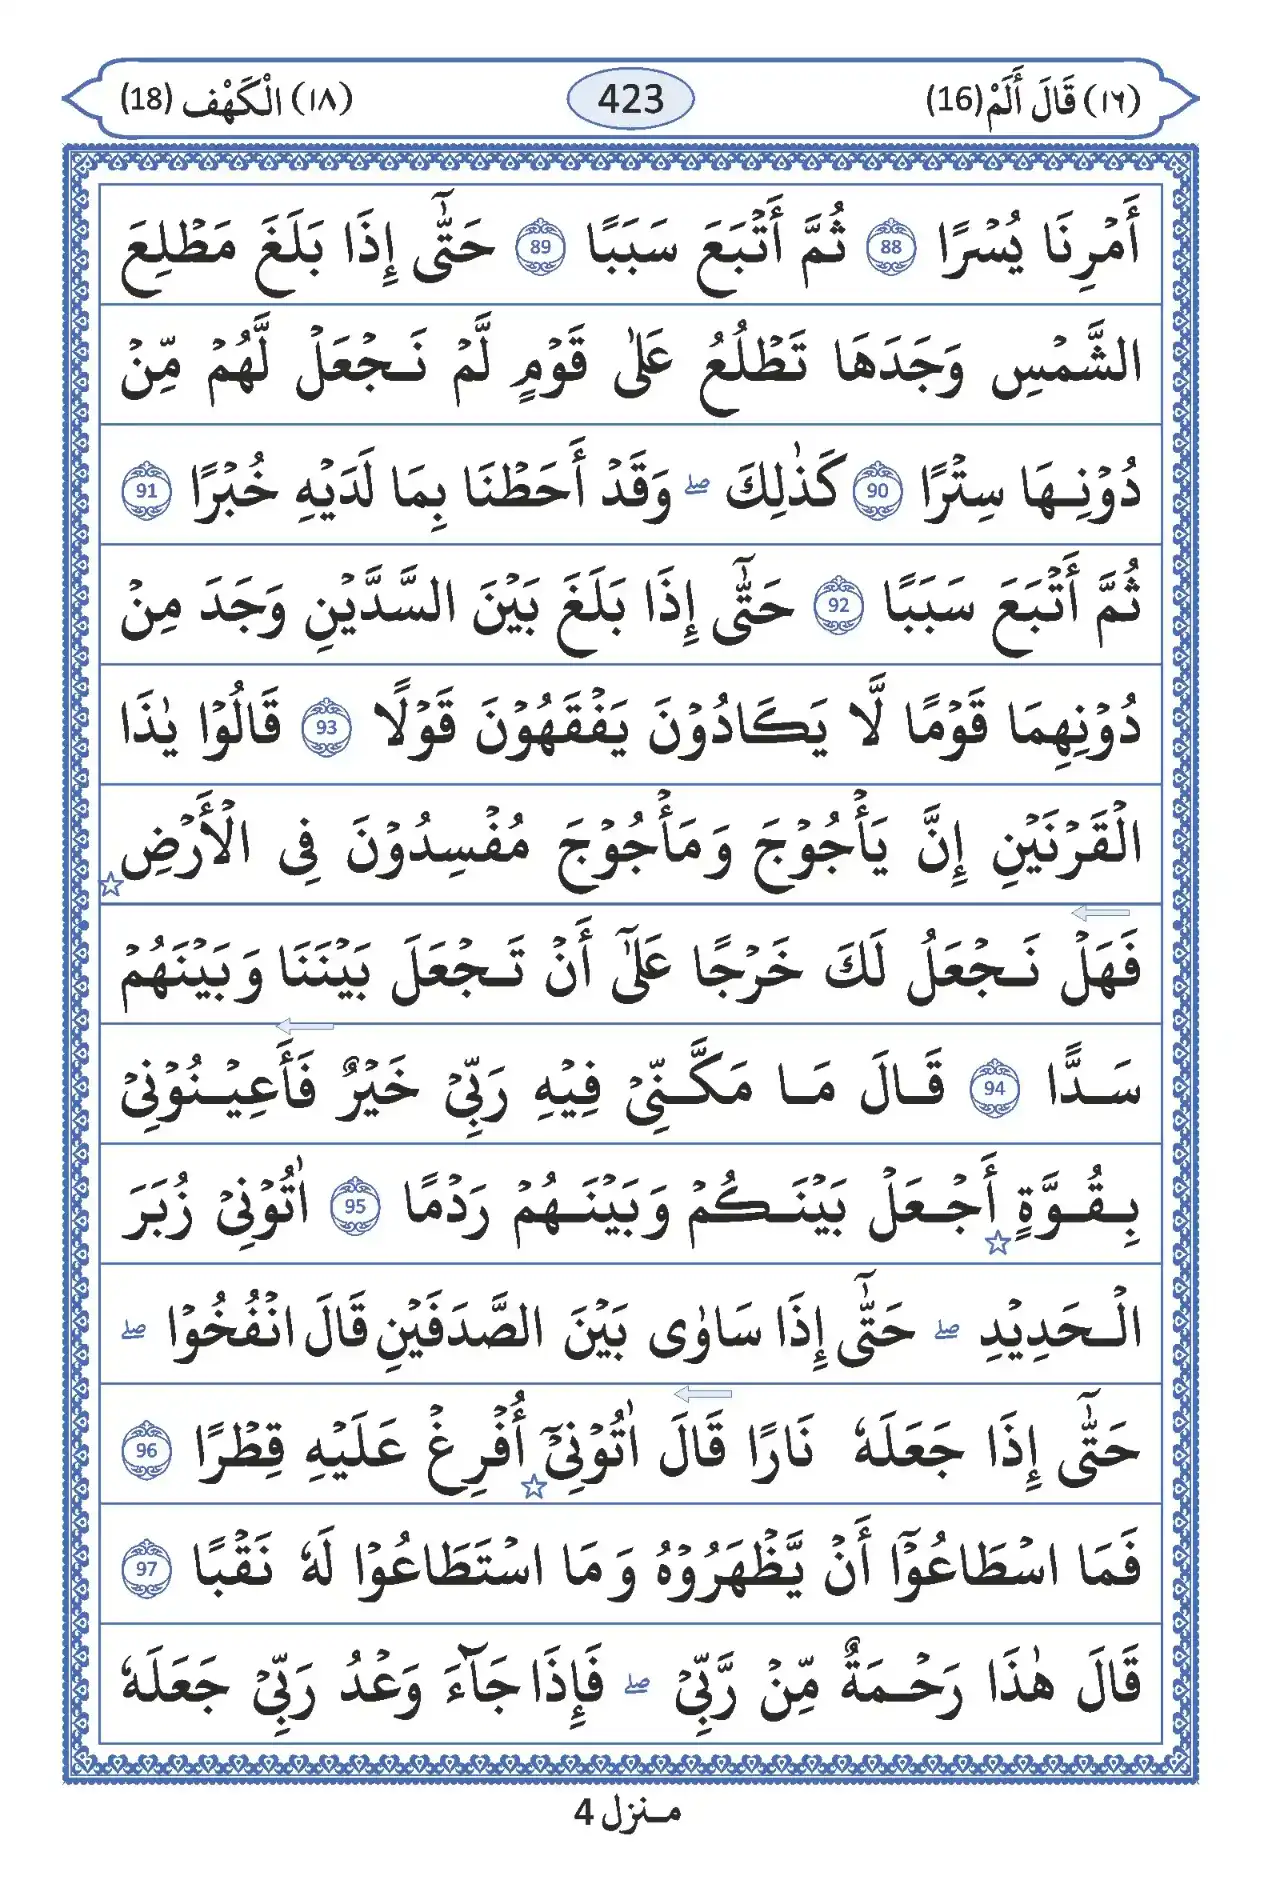 (١٦) قَالَ أَلَمْ (16)
423
(١٨) الْكَهْف (18)
أَمْرِنَا يُسْرًا 88 ثُمَّ أَتْبَعَ سَبَبًا 89 حَتّٰٓى إِذَا بَلَغَ مَطْلِعَ
الشَّمْسِ وَجَدَهَا تَطْلُعُ عَلٰى قَوْمٍ لَّمْ نَجْعَلْ لَّهُمْ مِّنْ
دُوْنِهَا سِتْرًا 90 كَذٰلِكَ ۖ وَقَدْ أَحَطْنَا بِمَا لَدَيْهِ خُبْرًا 91
ثُمَّ أَتْبَعَ سَبَبًا 92 حَتّٰٓى إِذَا بَلَغَ بَيْنَ السَّدَّيْنِ وَجَدَ مِنْ
دُوْنِهِمَا قَوْمًا لَّا يَكَادُوْنَ يَفْقَهُوْنَ قَوْلًا 93 قَالُوْا يٰذَا
الْقَرْنَيْنِ إِنَّ يَأْجُوْجَ وَمَأْجُوْجَ مُفْسِدُوْنَ فِى الْأَرْضِ ☆
فَهَلْ نَجْعَلُ لَكَ خَرْجًا عَلٰٓى أَنْ تَجْعَلَ بَيْنَنَا وَبَيْنَهُمْ
سَدًّا 94 قَالَ مَا مَكَّنِّىْ فِيْهِ رَبِّىْ خَيْرٌ فَأَعِيْنُوْنِىْ
بِقُوَّةٍ ☆ أَجْعَلْ بَيْنَكُمْ وَبَيْنَهُمْ رَدْمًا 95 اٰتُوْنِىْ زُبَرَ
الْحَدِيْدِ ۖ حَتّٰٓى إِذَا سَاوٰى بَيْنَ الصَّدَفَيْنِ قَالَ انْفُخُوْا ۖ
حَتّٰٓى إِذَا جَعَلَهٗ نَارًا قَالَ اٰتُوْنِىْٓ ☆ أُفْرِغْ عَلَيْهِ قِطْرًا 96
فَمَا اسْطَاعُوْٓا أَنْ يَّظْهَرُوْهُ وَمَا اسْتَطَاعُوْا لَهٗ نَقْبًا 97
قَالَ هٰذَا رَحْمَةٌ مِّنْ رَّبِّىْ ۖ فَإِذَا جَآءَ وَعْدُ رَبِّىْ جَعَلَهٗ
منزل 4